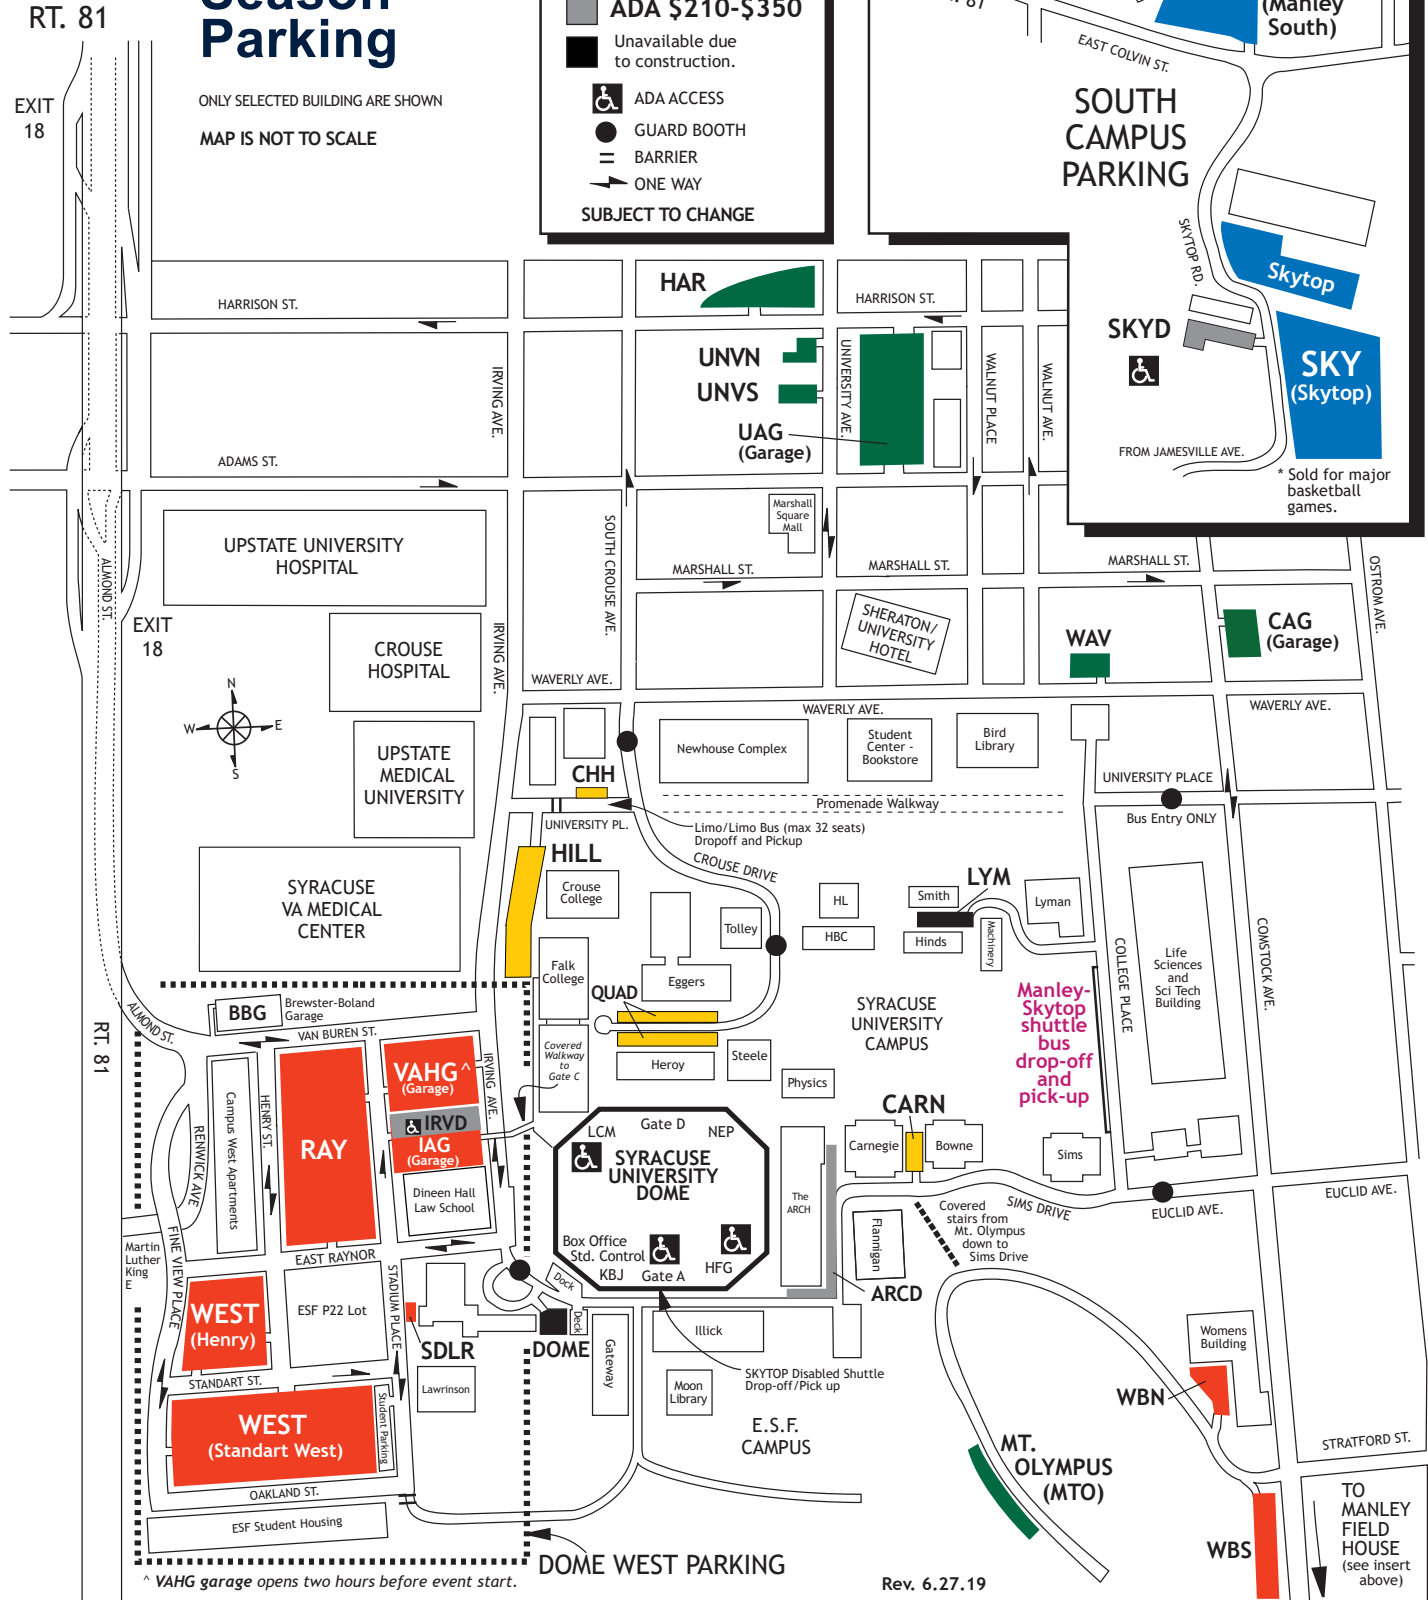 RT. 81
Season
Parking
ONLY SELECTED BUILDING ARE SHOWN
MAP IS NOT TO SCALE
EXIT
18
ADA $210-$350
Unavailable due
to construction.
ADA ACCESS
GUARD BOOTH
BARRIER
ONE WAY
SUBJECT TO CHANGE
(Manley
South)
EAST COLVIN ST.
SOUTH
CAMPUS
PARKING
SKYTOP RD.
Skytop
SKYD
SKY
(Skytop)
FROM JAMESVILLE AVE.
* Sold for major
basketball
games.
HARRISON ST.
HAR
HARRISON ST.
UNVN
UNVS
UAG
(Garage)
UNIVERSITY AVE.
WALNUT PLACE
WALNUT AVE.
IRVING AVE.
ADAMS ST.
Marshall
Square
Mall
UPSTATE UNIVERSITY
HOSPITAL
SOUTH CROUSE AVE.
MARSHALL ST.
MARSHALL ST.
MARSHALL ST.
OSTROM AVE.
ALMOND ST.
EXIT
18
CROUSE
HOSPITAL
IRVING AVE.
SHERATON/
UNIVERSITY
HOTEL
WAV
CAG
(Garage)
WAVERLY AVE.
WAVERLY AVE.
WAVERLY AVE.
N
W
E
S
UPSTATE
MEDICAL
UNIVERSITY
Newhouse Complex
Student
Center -
Bookstore
Bird
Library
CHH
UNIVERSITY PLACE
Bus Entry ONLY
Promenade Walkway
UNIVERSITY PL.
Limo/Limo Bus (max 32 seats)
Dropoff and Pickup
CROUSE DRIVE
HILL
Crouse
College
SYRACUSE
VA MEDICAL
CENTER
Tolley
HL
HBC
Smith
LYM
Hinds
Machinery
Lyman
Life
Sciences
and
Sci Tech
Building
COLLEGE PLACE
COMSTOCK AVE.
Falk
College
Eggers
QUAD
Heroy
Steele
Physics
SYRACUSE
UNIVERSITY
CAMPUS
Manley-
Skytop
shuttle
bus
drop-off
and
pick-up
BBG
Brewster-Boland
Garage
ALMOND ST.
VAN BUREN ST.
RT. 81
Covered
Walkway
to
Gate C
VAHG ^
(Garage)
IRVING AVE.
IRVD
IAG
(Garage)
RAY
Campus West Apartments
HENRY ST.
RENWICK AVE
Dineen Hall
Law School
LCM
Gate D
NEP
SYRACUSE
UNIVERSITY
DOME
Box Office
Std. Control
KBJ
Gate A
HFG
The
ARCH
CARN
Carnegie
Bowne
Sims
SIMS DRIVE
EUCLID AVE.
EUCLID AVE.
Flannigan
Covered
stairs from
Mt. Olympus
down to
Sims Drive
ARCD
Martin
Luther
King
E
FINE VIEW PLACE
EAST RAYNOR
STADIUM PLACE
ESF P22 Lot
WEST
(Henry)
SDLR
Dock
Deck
DOME
Gateway
Illick
Moon
Library
SKYTOP Disabled Shuttle
Drop-off/Pick up
E.S.F.
CAMPUS
STANDART ST.
WEST
(Standart West)
Student Parking
Lawrinson
OAKLAND ST.
ESF Student Housing
Womens
Building
WBN
MT.
OLYMPUS
(MTO)
STRATFORD ST.
WBS
TO
MANLEY
FIELD
HOUSE
(see insert
above)
DOME WEST PARKING
^ VAHG garage opens two hours before event start.
Rev. 6.27.19